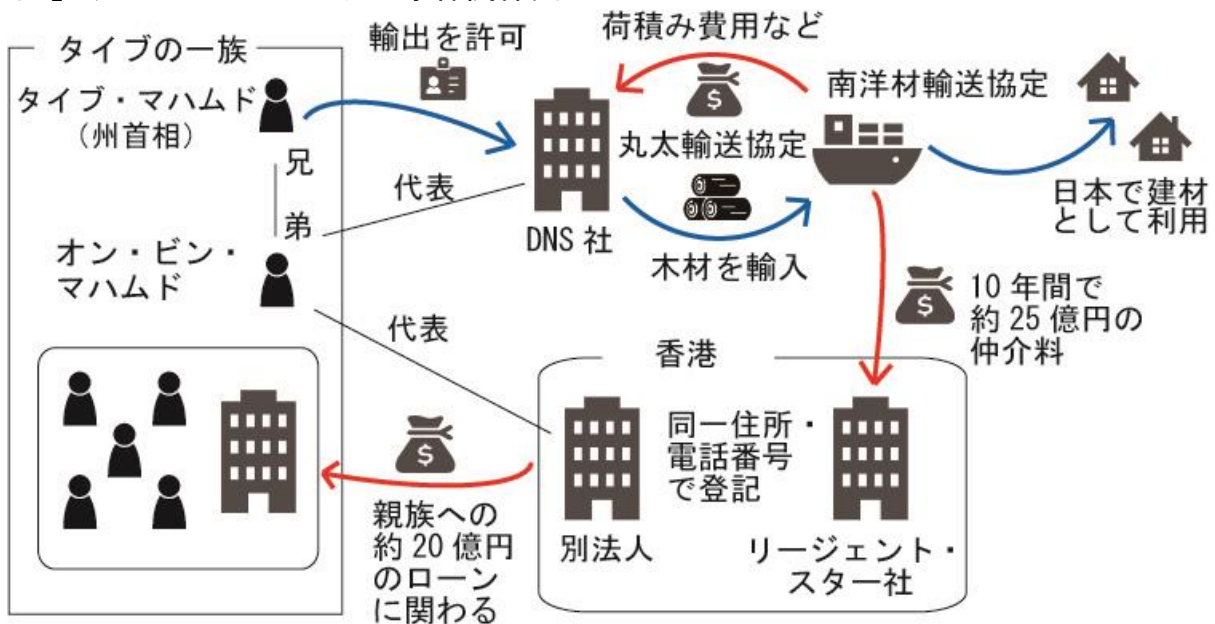 タイブの一族
タイブ・マハムド
（州首相）
兄
弟
オン・ビン・
マハムド
輸出を許可
代表
DNS 社
荷積み費用など
$
丸太輸送協定
木材を輸入
南洋材輸送協定
日本で建材
として利用
$
10 年間で
約 25 億円の
仲介料
代表
香港
同一住所・
電話番号
で登記
別法人
リージェント・
スター社
$
親族への
約 20 億円
のローン
に関わる